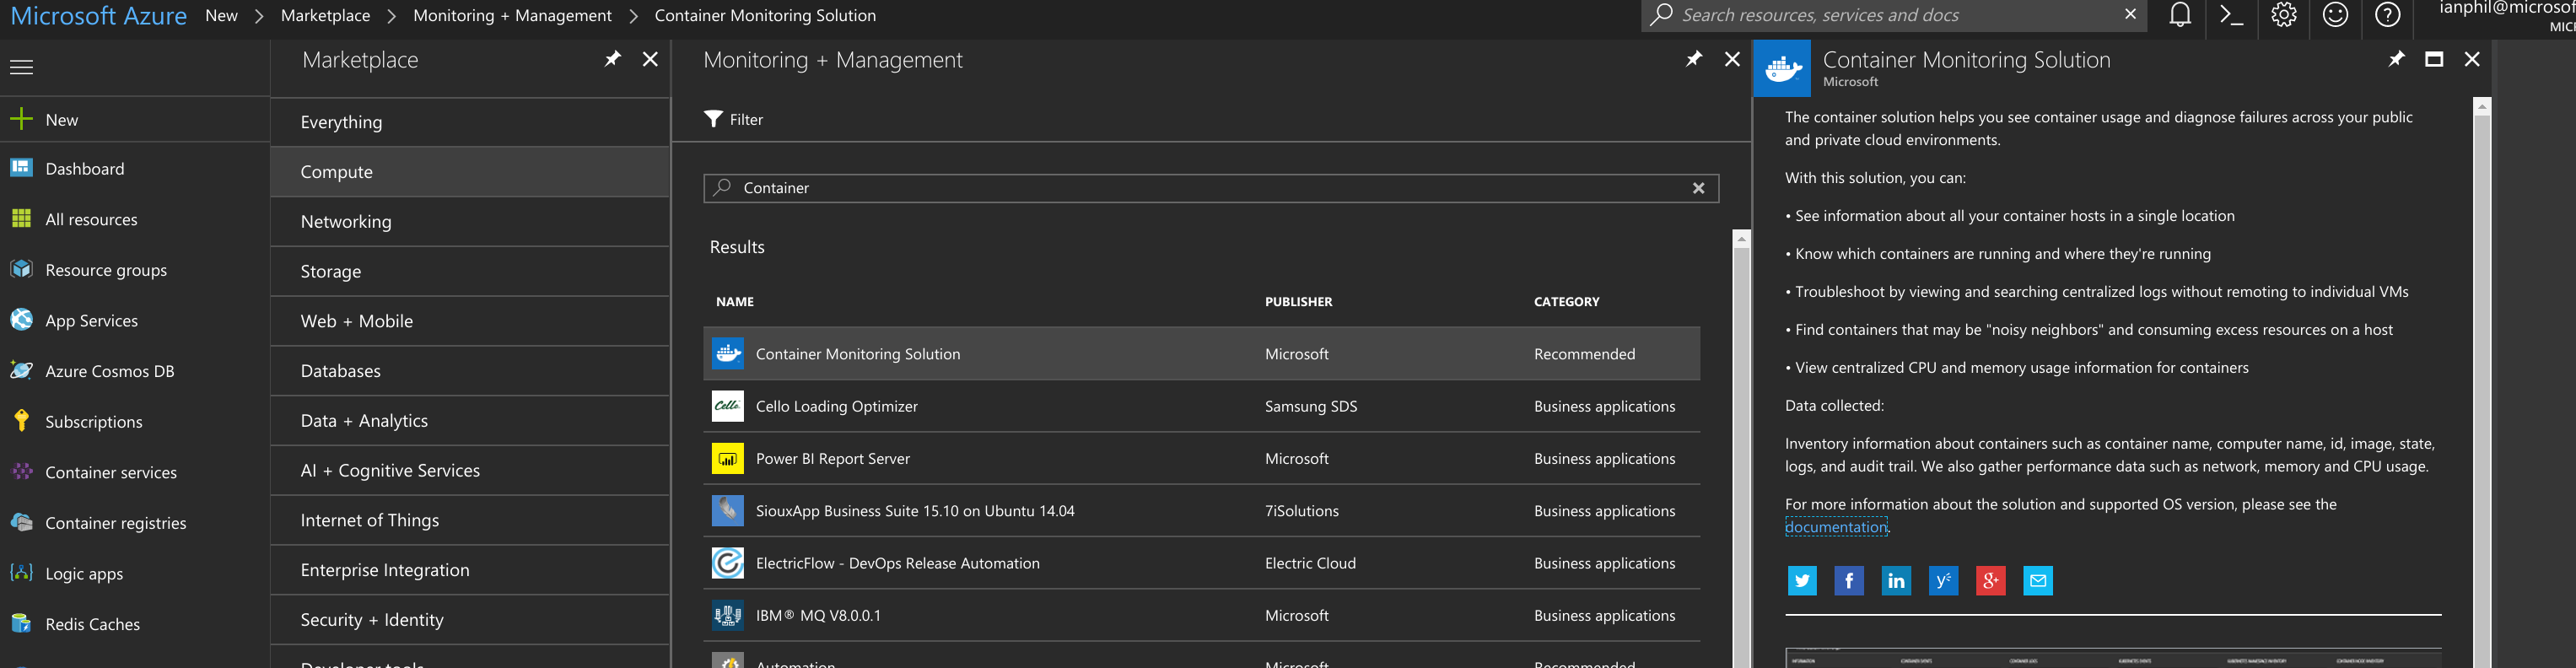 Microsoft Azure New > Marketplace > Monitoring + Management > Container Monitoring Solution
Search resources, services and docs
ianphil@microsof
MIC
New
Dashboard
All resources
Resource groups
App Services
Azure Cosmos DB
Subscriptions
Container services
Container registries
Logic apps
Redis Caches
Marketplace
Everything
Compute
Networking
Storage
Web + Mobile
Databases
Data + Analytics
AI + Cognitive Services
Internet of Things
Enterprise Integration
Security + Identity
Developer tools
Monitoring + Management
Filter
Container
Results
NAME PUBLISHER CATEGORY
Container Monitoring Solution Microsoft Recommended
Cello Loading Optimizer Samsung SDS Business applications
Power BI Report Server Microsoft Business applications
SiouxApp Business Suite 15.10 on Ubuntu 14.04 7iSolutions Business applications
ElectricFlow - DevOps Release Automation Electric Cloud Business applications
IBM® MQ V8.0.0.1 Microsoft Business applications
Automation Microsoft Recommended
Container Monitoring Solution
Microsoft
The container solution helps you see container usage and diagnose failures across your public
and private cloud environments.
With this solution, you can:
• See information about all your container hosts in a single location
• Know which containers are running and where they're running
• Troubleshoot by viewing and searching centralized logs without remoting to individual VMs
• Find containers that may be "noisy neighbors" and consuming excess resources on a host
• View centralized CPU and memory usage information for containers
Data collected:
Inventory information about containers such as container name, computer name, id, image, state,
logs, and audit trail. We also gather performance data such as network, memory and CPU usage.
For more information about the solution and supported OS version, please see the
documentation.